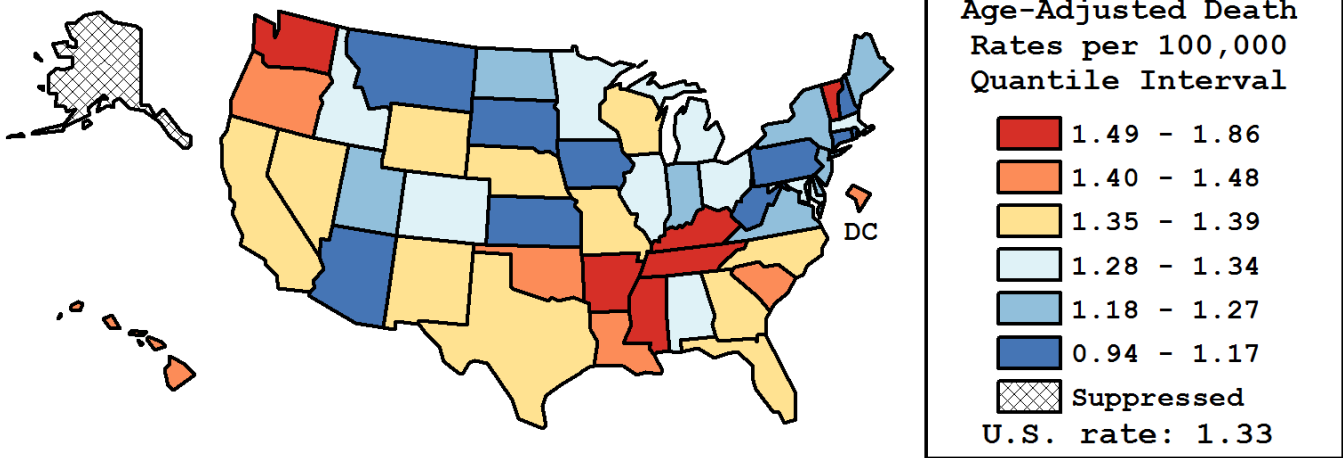 Age-Adjusted Death
Rates per 100,000
Quantile Interval
1.49 - 1.86
1.40 - 1.48
1.35 - 1.39
1.28 - 1.34
1.18 - 1.27
0.94 - 1.17
Suppressed
U.S. rate: 1.33
DC